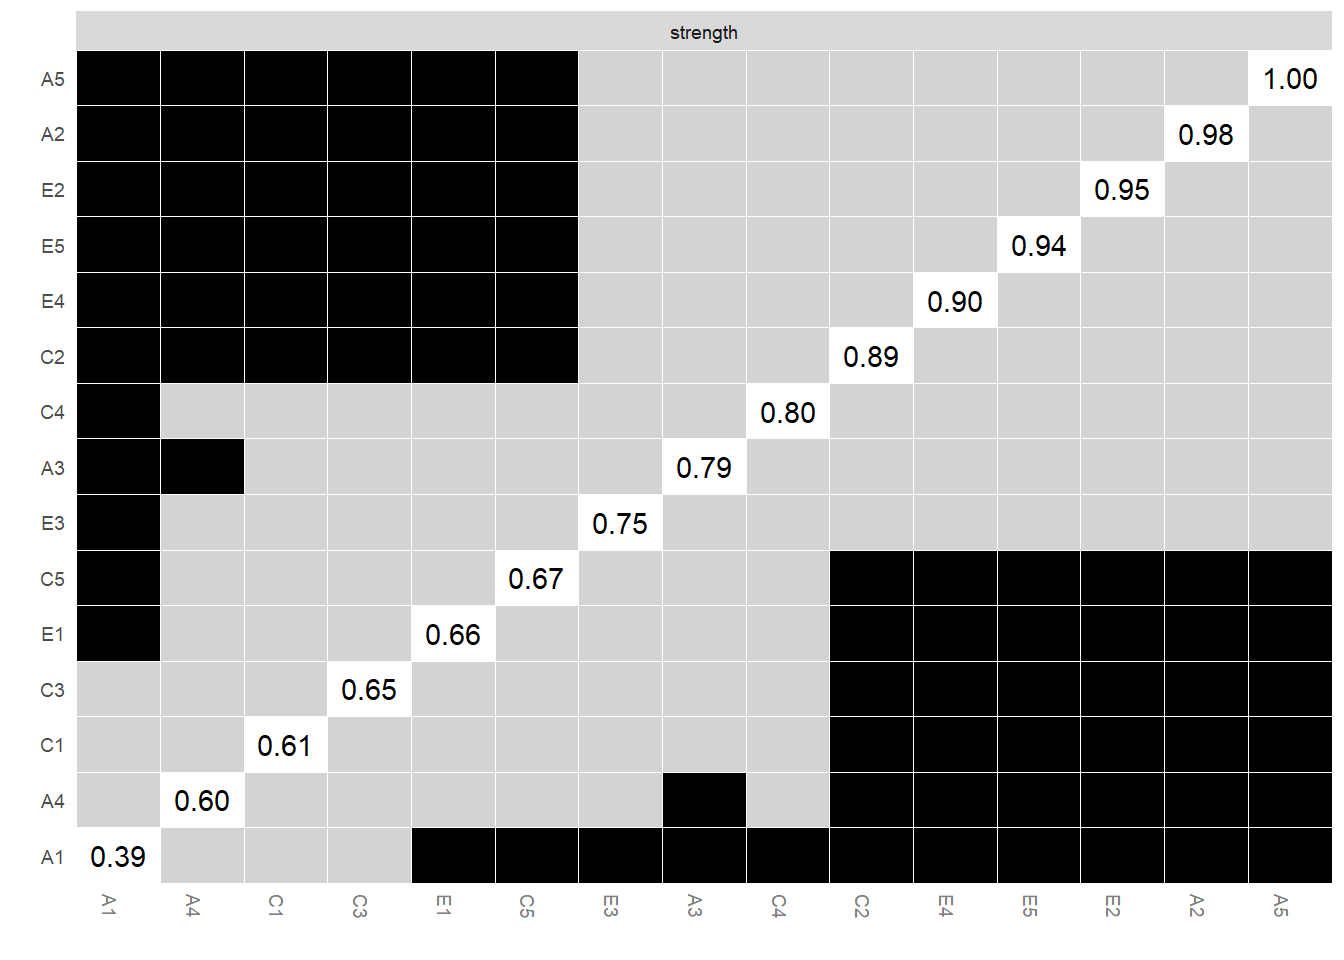 strength
A5 1.00
A2 0.98
E2 0.95
E5 0.94
E4 0.90
C2 0.89
C4 0.80
A3 0.79
E3 0.75
C5 0.67
E1 0.66
C3 0.65
C1 0.61
A4 0.60
A1 0.39
A1 A4 C1 C3 E1 C5 E3 A3 C4 C2 E4 E5 E2 A2 A5